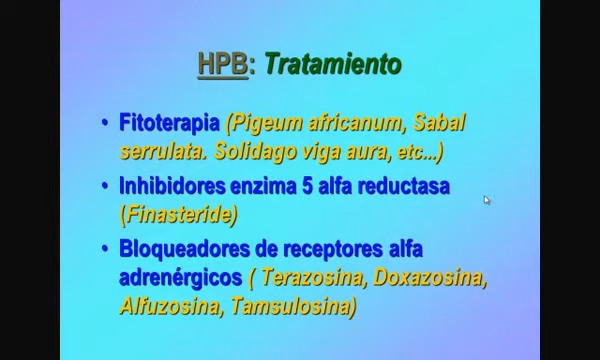 HPB: Tratamiento
• Fitoterapia (Pigeum africanum, Sabal
serrulata. Solidago viga aura, etc...)
• Inhibidores enzima 5 alfa reductasa
(Finasteride)
• Bloqueadores de receptores alfa
adrenérgicos ( Terazosina, Doxazosina,
Alfuzosina, Tamsulosina)